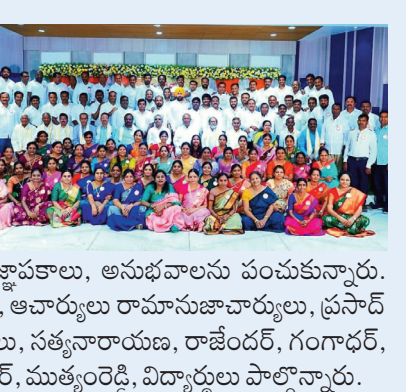 జ్ఞాపకాలు, అనుభవాలను పంచుకున్నారు.
, ఆచార్యులు రామానుజాచార్యులు, ప్రసాద్
లు, సత్యనారాయణ, రాజేందర్, గంగాధర్,
ర్, ముత్యంరెడ్డి, విద్యార్థులు పాల్గొన్నారు.